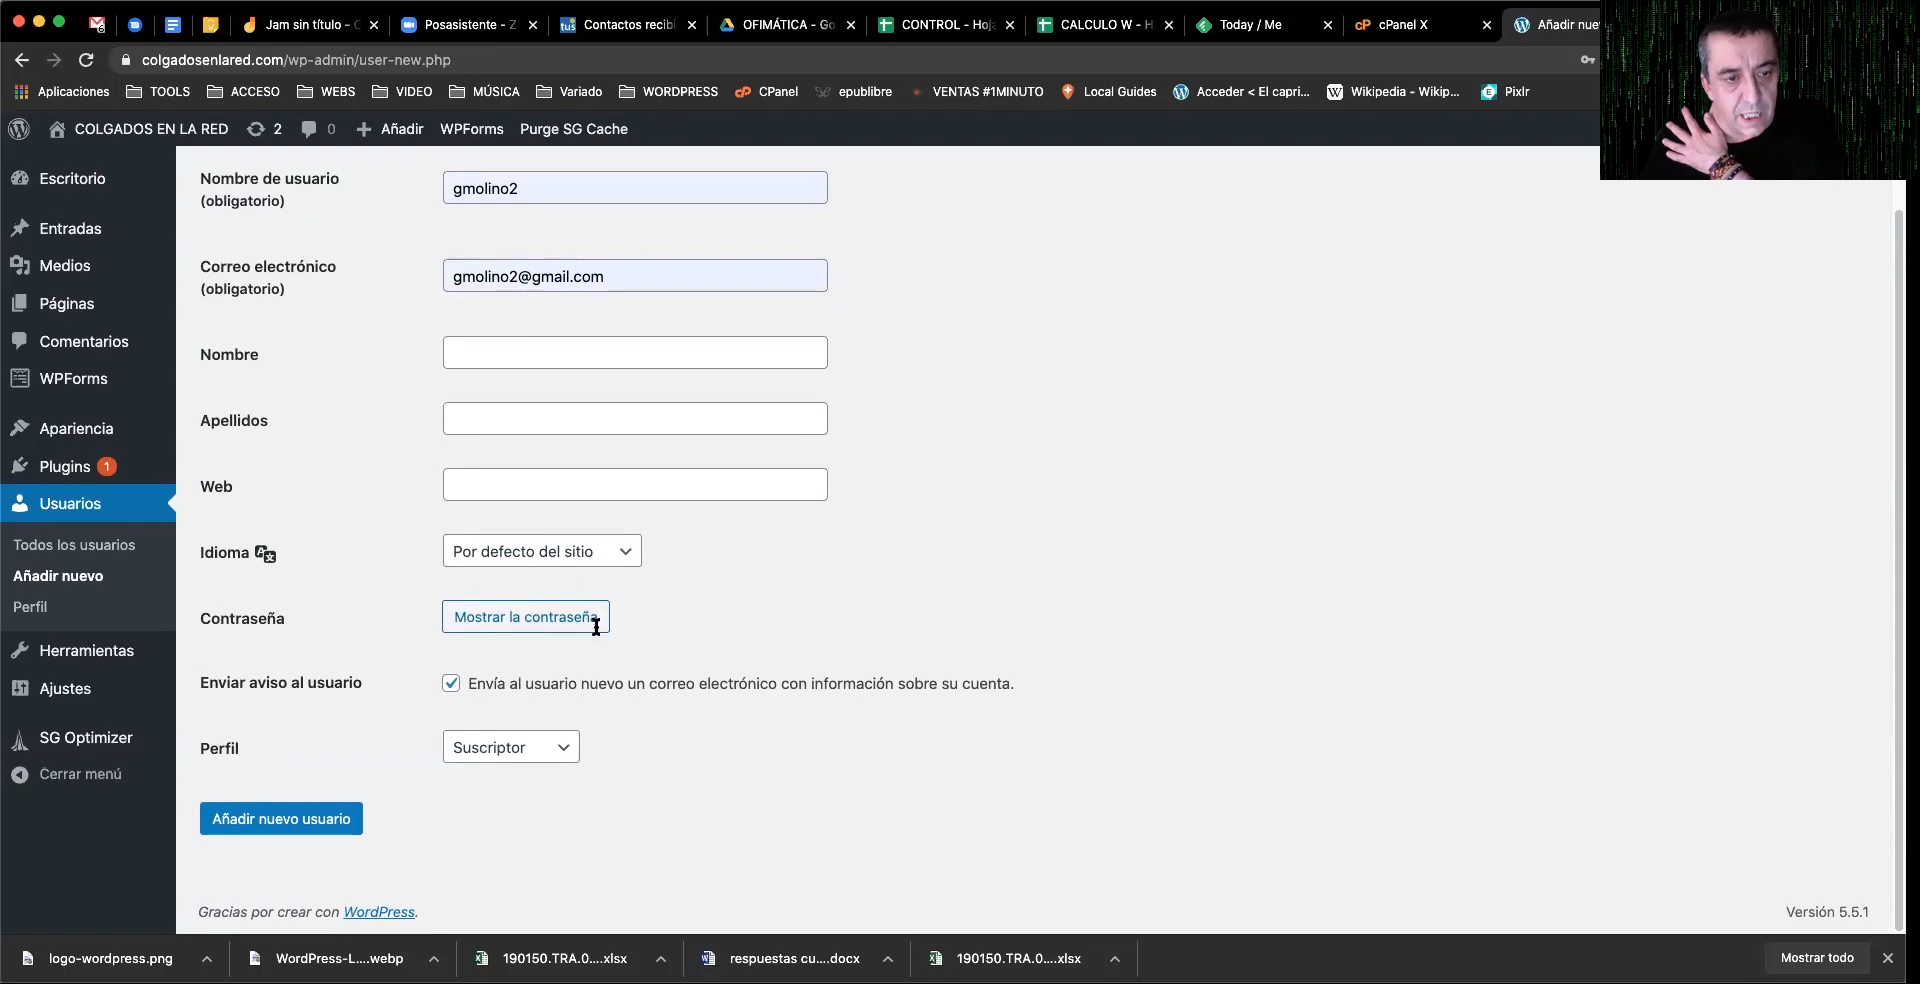 Jam sin título - C
Posasistente - Z
Contactos recib
OFIMÁTICA - Go
CONTROL - Hoj
CALCULO W - H
Today / Me
cPanel X
Añadir nue
colgadosenlared.com/wp-admin/user-new.php
Aplicaciones TOOLS ACCESO WEBS VIDEO MÚSICA Variado WORDPRESS CPanel epublibre VENTAS #1MINUTO Local Guides Acceder < El capri... Wikipedia - Wikip... Pixlr
COLGADOS EN LA RED 2 0 Añadir WPForms Purge SG Cache
Escritorio
Entradas
Medios
Páginas
Comentarios
WPForms
Apariencia
Plugins 1
Usuarios
Todos los usuarios
Añadir nuevo
Perfil
Herramientas
Ajustes
SG Optimizer
Cerrar menú
Nombre de usuario
(obligatorio)
gmolino2
Correo electrónico
(obligatorio)
gmolino2@gmail.com
Nombre
Apellidos
Web
Idioma
Por defecto del sitio
Contraseña
Mostrar la contraseña
Enviar aviso al usuario
Envía al usuario nuevo un correo electrónico con información sobre su cuenta.
Perfil
Suscriptor
Añadir nuevo usuario
Gracias por crear con WordPress.
Versión 5.5.1
logo-wordpress.png
WordPress-L....webp
190150.TRA.0....xlsx
respuestas cu....docx
190150.TRA.0....xlsx
Mostrar todo